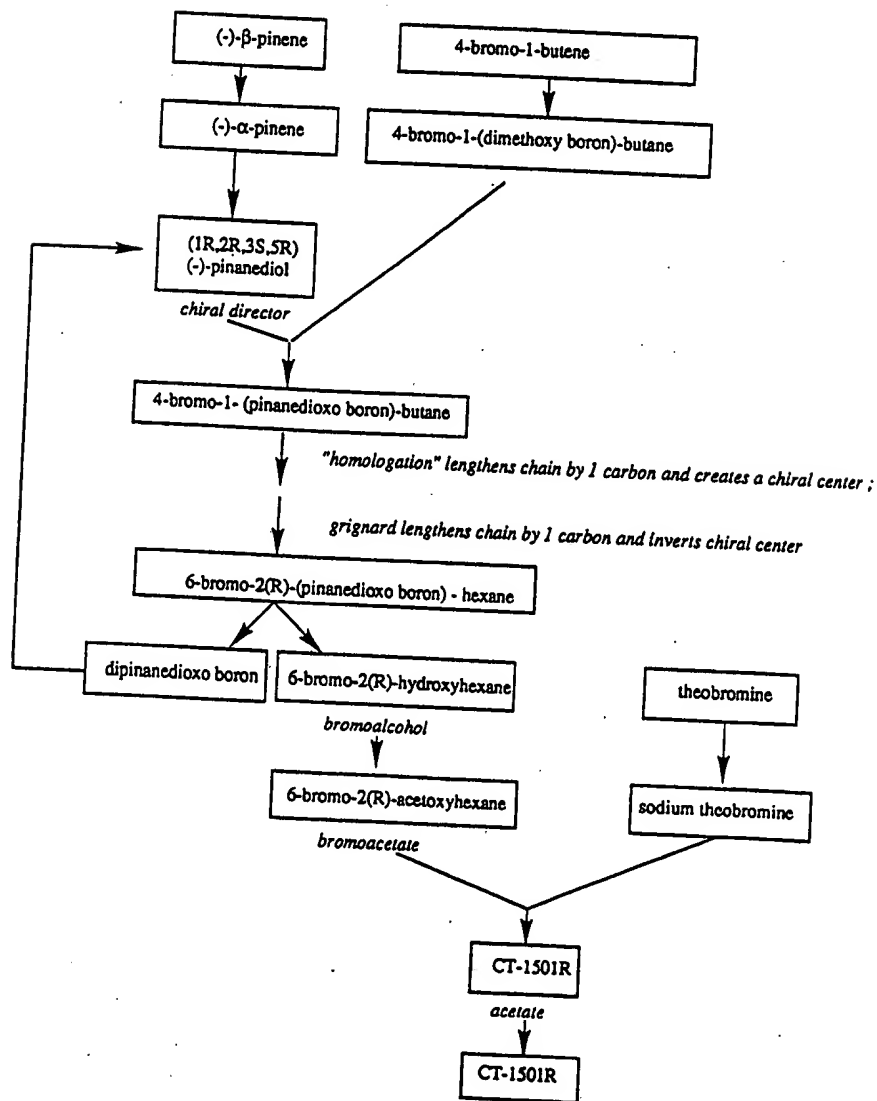 (-)-β-pinene
4-bromo-1-butene
(-)-α-pinene
4-bromo-1-(dimethoxy boron)-butane
(1R,2R,3S,5R)
(-)-pinanediol
chiral director
4-bromo-1- (pinanedioxo boron)-butane
"homologation" lengthens chain by 1 carbon and creates a chiral center ;
grignard lengthens chain by 1 carbon and inverts chiral center
6-bromo-2(R)-(pinanedioxo boron) - hexane
dipinanedioxo boron
6-bromo-2(R)-hydroxyhexane
theobromine
bromoalcohol
6-bromo-2(R)-acetoxyhexane
sodium theobromine
bromoacetate
CT-1501R
acetate
CT-1501R